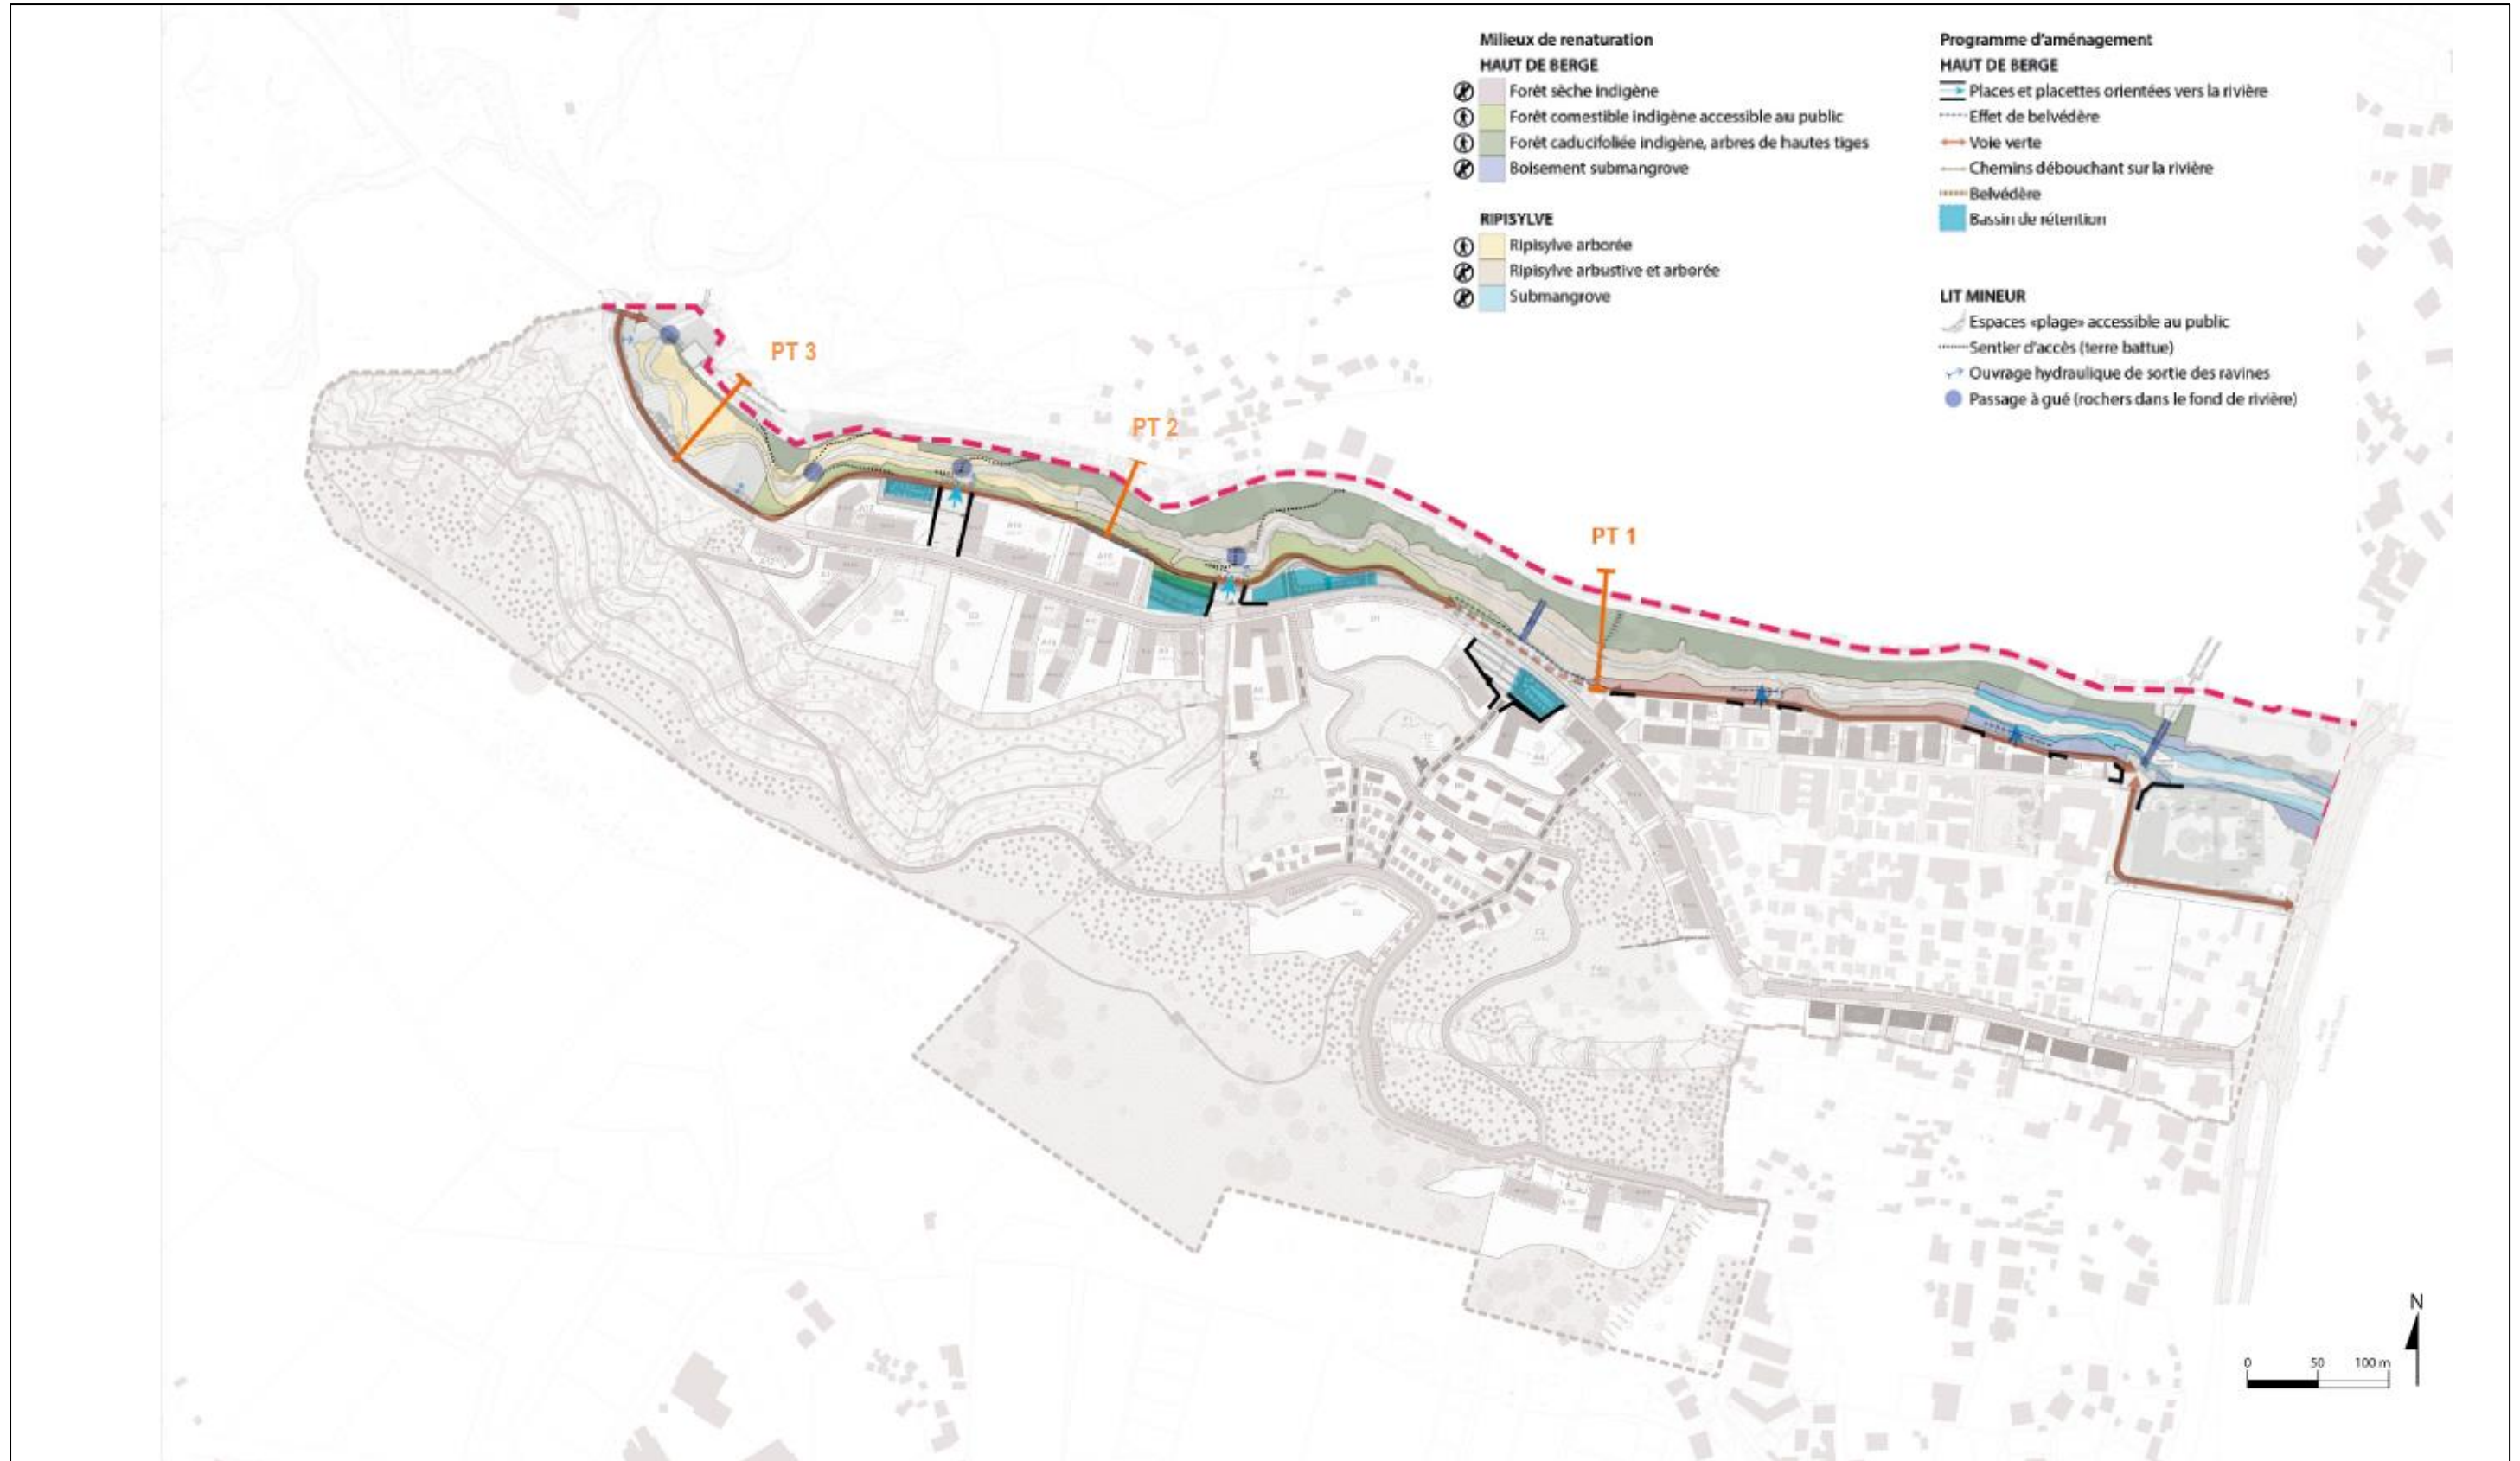 Milieux de renaturation
HAUT DE BERGE
Forêt sèche indigène
Forêt comestible indigène accessible au public
Forêt caducifoliée indigène, arbres de hautes tiges
Boisement submangrove
RIPISYLVE
Ripisylve arborée
Ripisylve arbustive et arborée
Submangrove
Programme d'aménagement
HAUT DE BERGE
Places et placettes orientées vers la rivière
Effet de belvédère
Voie verte
Chemins débouchant sur la rivière
Belvédère
Bassin de rétention
LIT MINEUR
Espaces «plage» accessible au public
Sentier d'accès (terre battue)
Ouvrage hydraulique de sortie des ravines
Passage à gué (rochers dans le fond de rivière)
PT 3
PT 2
PT 1
N
0 50 100 m